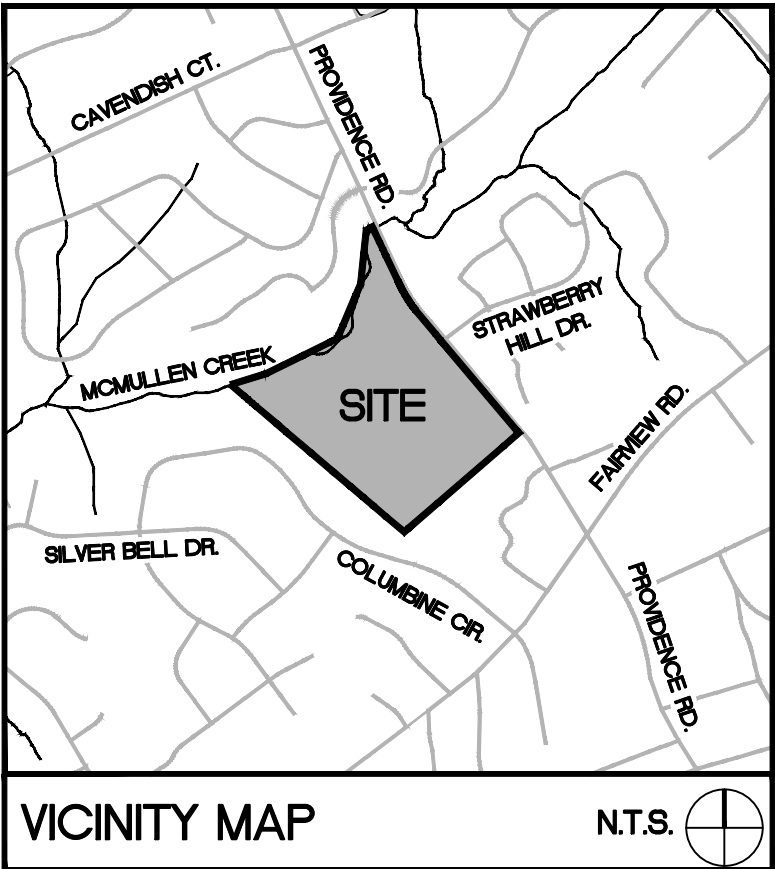 CAVENDISH CT.
PROVIDENCE RD.
STRAWBERRY
HILL DR.
MCMULLEN CREEK
SITE
FAIRVIEW RD.
SILVER BELL DR.
COLUMBINE CIR.
PROVIDENCE RD.
VICINITY MAP
N.T.S.